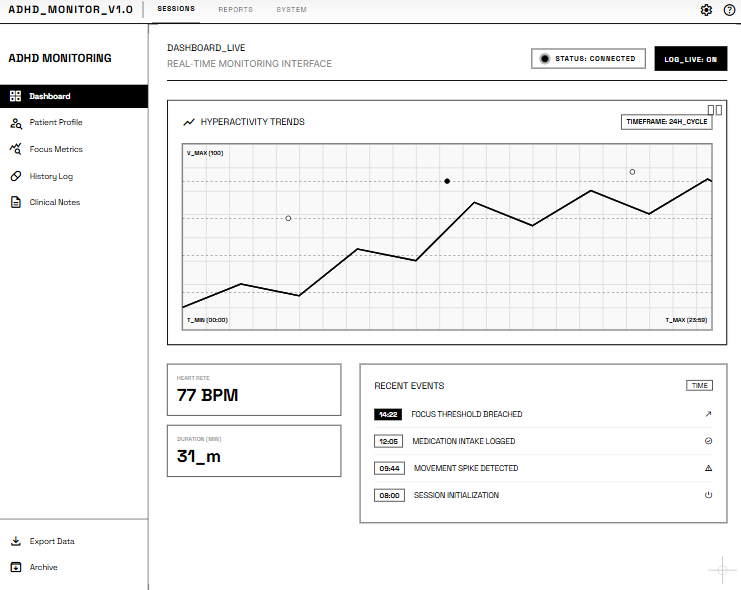 ADHD_MONITOR_V1.0
SESSIONS
REPORTS
SYSTEM
ADHD MONITORING
Dashboard
Patient Profile
Focus Metrics
History Log
Clinical Notes
Export Data
Archive
DASHBOARD_LIVE
REAL-TIME MONITORING INTERFACE
STATUS: CONNECTED
LOG_LIVE: ON
HYPERACTIVITY TRENDS
TIMEFRAME: 24H_CYCLE
V_MAX (100)
T_MIN (00:00)
T_MAX (23:59)
HEART RETE
77 BPM
DURATION (MIN)
31_m
RECENT EVENTS
TIME
14:22 FOCUS THRESHOLD BREACHED
12:05 MEDICATION INTAKE LOGGED
09:44 MOVEMENT SPIKE DETECTED
08:00 SESSION INITIALIZATION